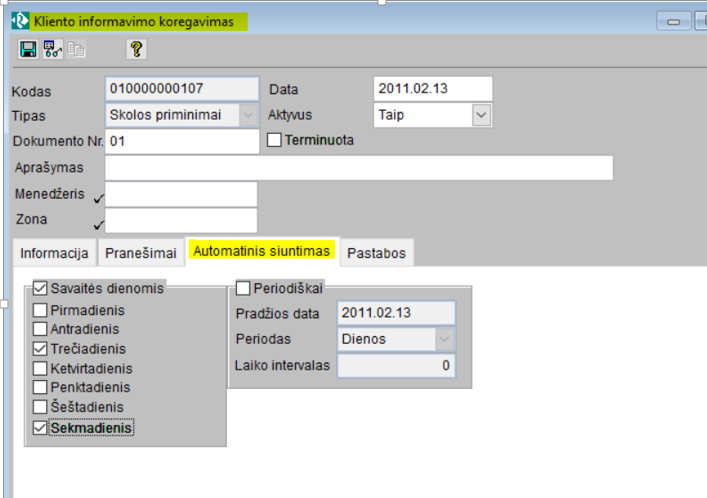 Kliento informavimo koregavimas
?
Kodas 010000000107 Data 2011.02.13
Tipas Skolos priminimai Aktyvus Taip
Dokumento Nr. 01 Terminuota
Aprašymas
Menedžeris
Zona
Informacija Pranešimai Automatinis siuntimas Pastabos
Savaitės dienomis Periodiškai
Pirmadienis Pradžios data 2011.02.13
Antradienis
Trečiadienis Periodas Dienos
Ketvirtadienis Laiko intervalas 0
Penktadienis
Šeštadienis
Sekmadienis